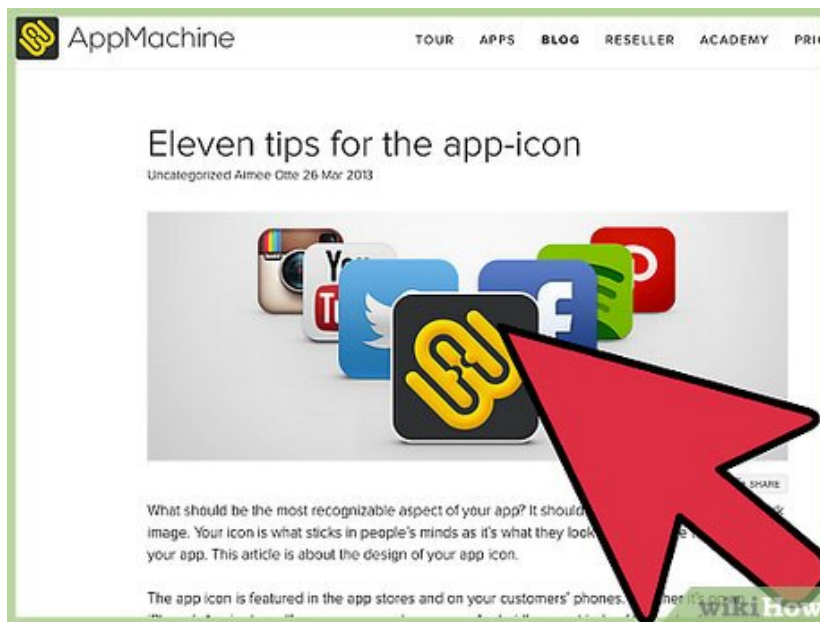 AppMachine
TOUR APPS BLOG RESELLER ACADEMY
Eleven tips for the app-icon
Uncategorized Aimee Otte 26 Mar 2013
You
Tu
f
SHARE
What should be the most recognizable aspect of your app? It should
image. Your icon is what sticks in people's minds as it's what they look
your app. This article is about the design of your app icon.
The app icon is featured in the app stores and on your customers' phones.
wikiHow